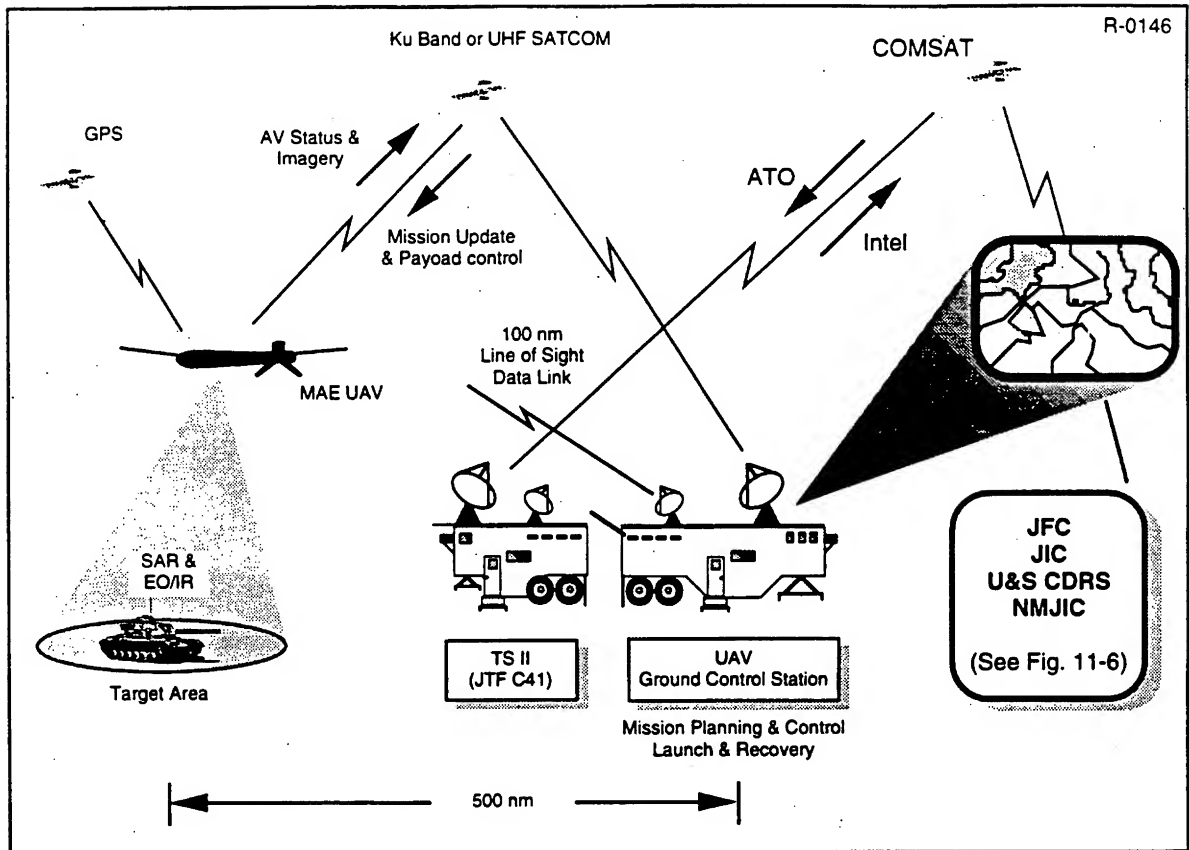 R-0146
Ku Band or UHF SATCOM
COMSAT
GPS
AV Status &
Imagery
ATO
Mission Update
& Payoad control
Intel
100 nm
Line of Sight
Data Link
MAE UAV
SAR &
EO/IR
Target Area
TS II
(JTF C41)
UAV
Ground Control Station
Mission Planning & Control
Launch & Recovery
JFC
JIC
U&S CDRS
NMJIC
(See Fig. 11-6)
500 nm